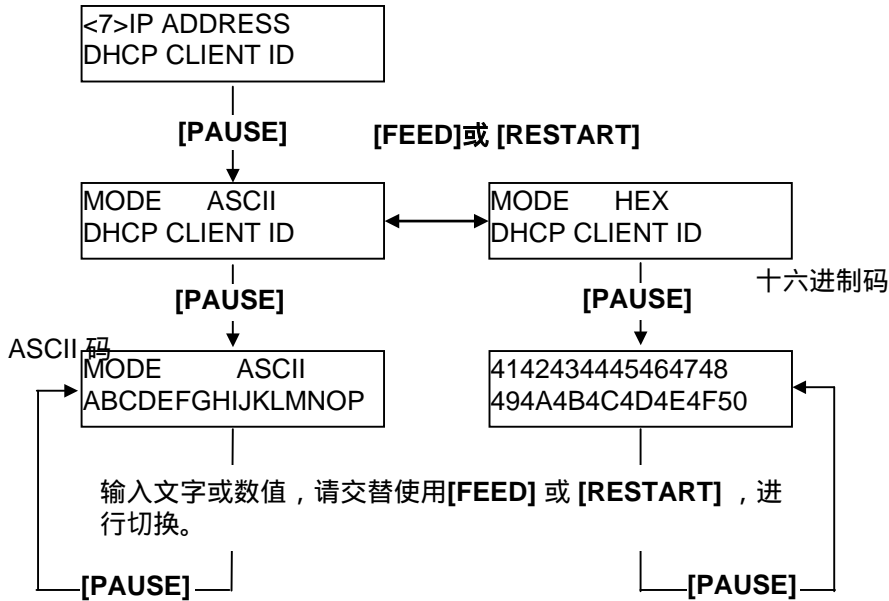 <7>IP ADDRESS
DHCP CLIENT ID
[PAUSE]
[FEED]或 [RESTART]
MODE ASCII
DHCP CLIENT ID
MODE HEX
DHCP CLIENT ID
[PAUSE]
[PAUSE]
十六进制码
ASCII 码
MODE ASCII
ABCDEFGHIJKLMNOP
4142434445464748
494A4B4C4D4E4F50
输入文字或数值，请交替使用[FEED] 或 [RESTART] ，进
行切换。
[PAUSE]
[PAUSE]